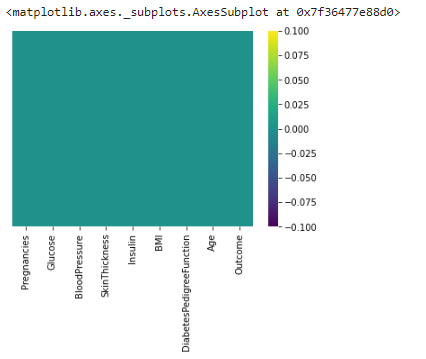 <matplotlib.axes._subplots.AxesSubplot at 0x7f36477e88d0>
0.100
0.075
0.050
0.025
0.000
−0.025
−0.050
−0.075
−0.100
Pregnancies
Glucose
BloodPressure
SkinThickness
Insulin
BMI
DiabetesPedigreeFunction
Age
Outcome